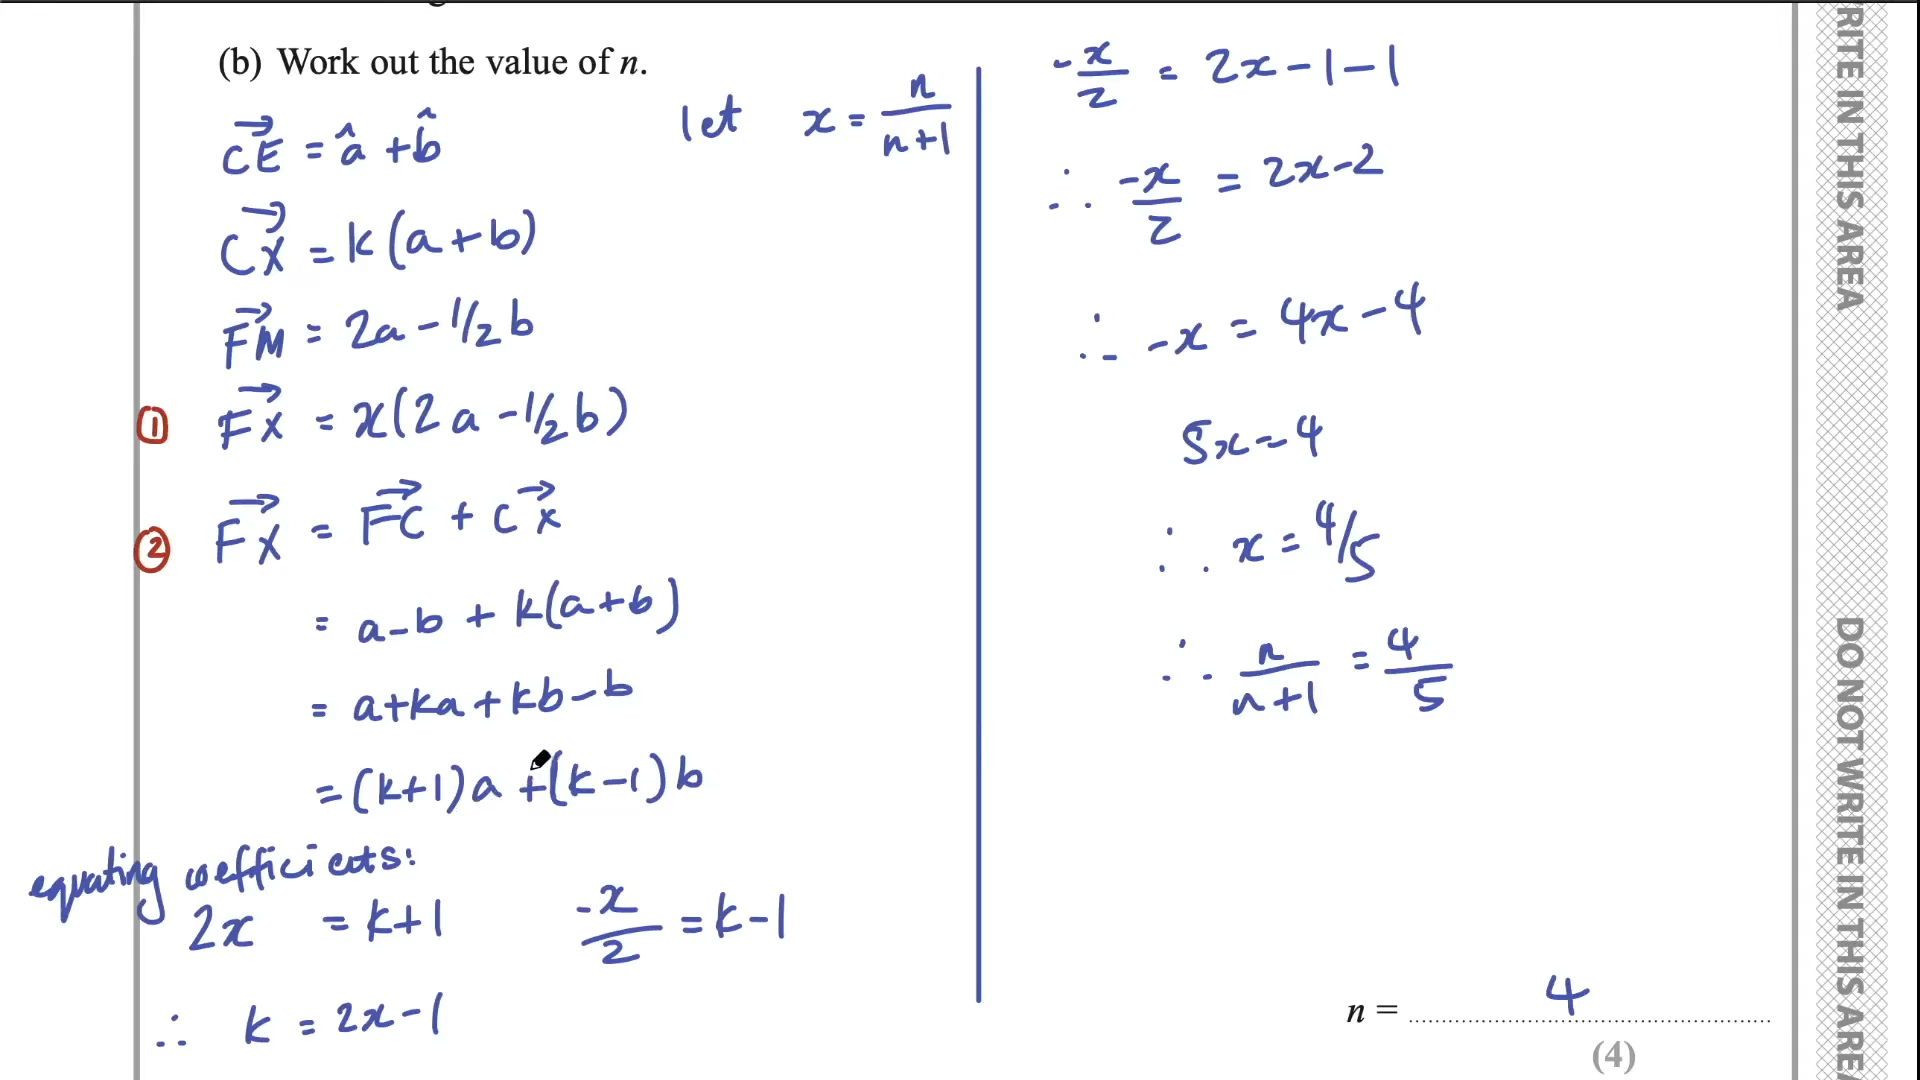 (b) Work out the value of n.
let x = n/(n+1)
CE→ = â + b̂
CX→ = k(a+b)
FM→ = 2a - 1/2 b
① FX→ = x(2a - 1/2 b)
② FX→ = FC→ + CX→
= a-b + k(a+b)
= a+ka+kb-b
= (k+1)a + (k-1)b
equating coefficients:
2x = k+1    -x/2 = k-1
∴ k = 2x-1
-x/2 = 2x-1-1
∴ -x/2 = 2x-2
∴ -x = 4x-4
5x=4
∴ x = 4/5
∴ n/(n+1) = 4/5
n = 4
(4)
RITE IN THIS AREA
DO NOT WRITE IN THIS AREA